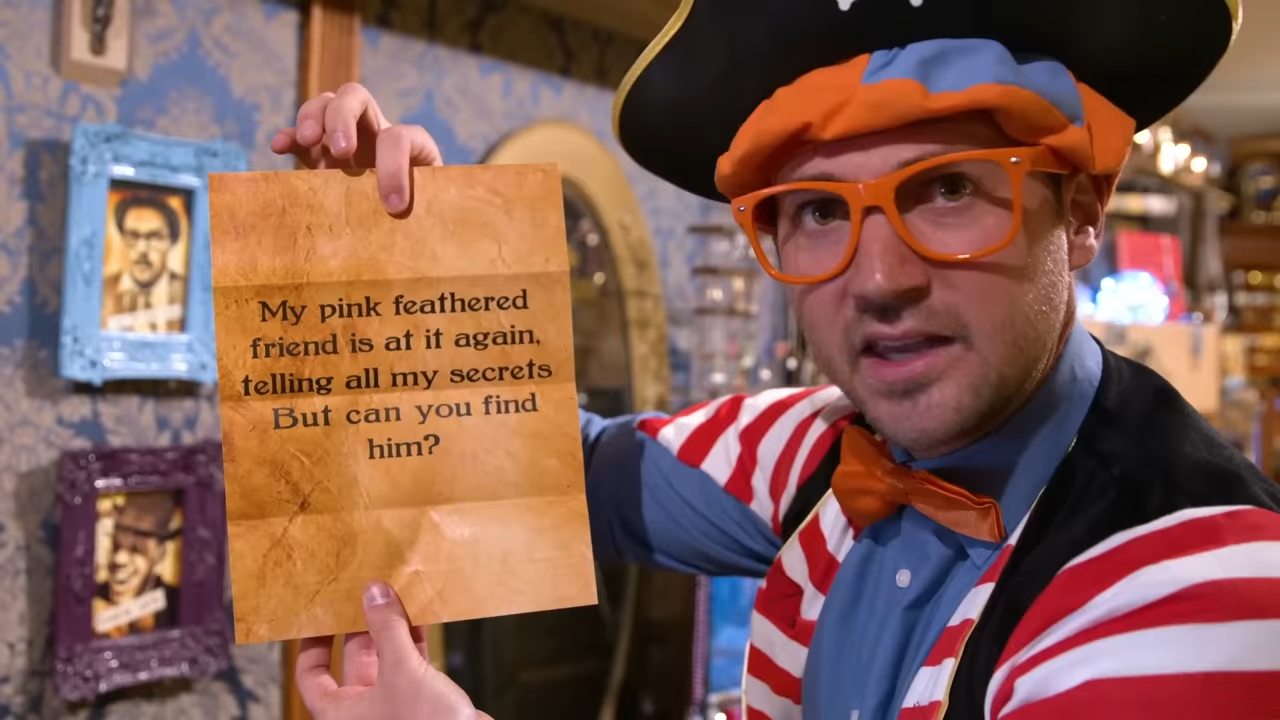 My pink feathered
friend is at it again,
telling all my secrets
But can you find
him?